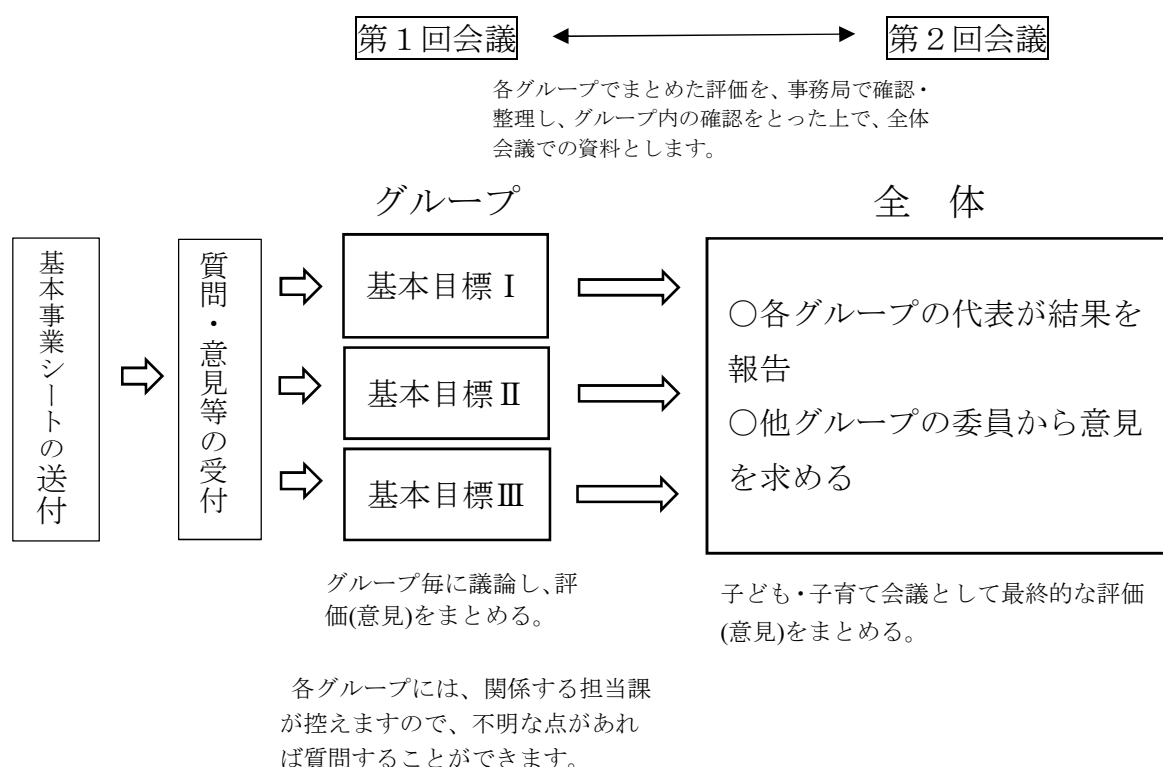 第１回会議
第２回会議
各グループでまとめた評価を、事務局で確認・
整理し、グループ内の確認をとった上で、全体
会議での資料とします。
グループ
全　体
基本事業シートの送付
質問・意見等の受付
基本目標Ⅰ
基本目標Ⅱ
基本目標Ⅲ
○各グループの代表が結果を
報告
○他グループの委員から意見
を求める
グループ毎に議論し、評
価(意見)をまとめる。
子ども・子育て会議として最終的な評価
(意見)をまとめる。
各グループには、関係する担当課
が控えますので、不明な点があれ
ば質問することができます。